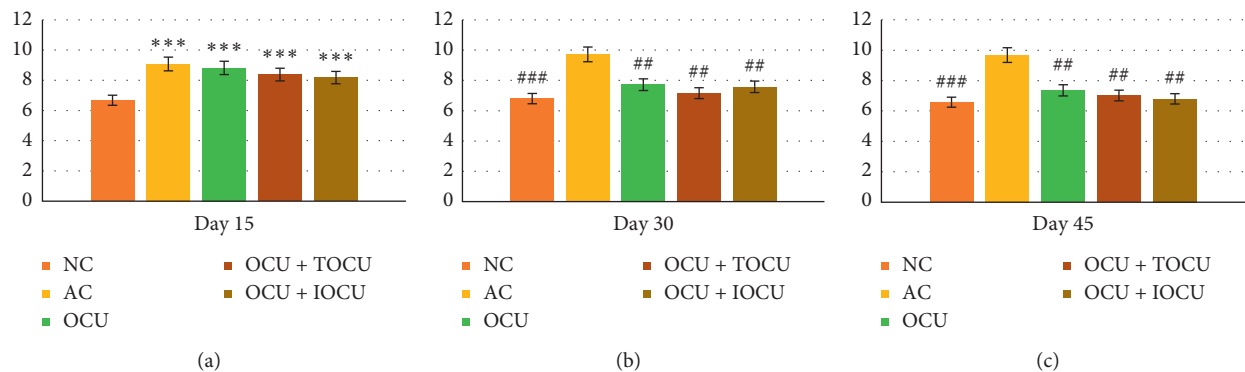 12
10
8
6
4
2
0
***
***
***
***
Day 15
NC
AC
OCU
OCU + TOCU
OCU + IOCU
(a)
12
10
8
6
4
2
0
###
##
##
##
Day 30
NC
AC
OCU
OCU + TOCU
OCU + IOCU
(b)
12
10
8
6
4
2
0
###
##
##
##
Day 45
NC
AC
OCU
OCU + TOCU
OCU + IOCU
(c)